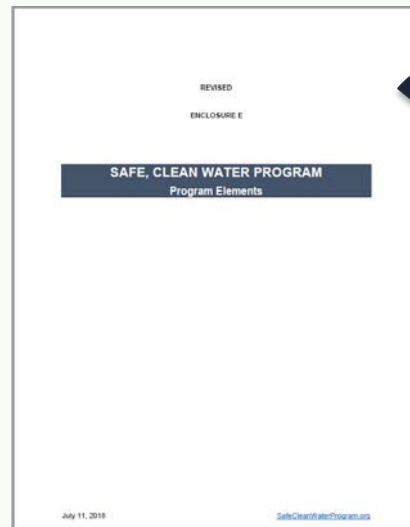 REVISED
ENCLOSURE E
SAFE, CLEAN WATER PROGRAM
Program Elements
July 11, 2018
SafeCleanWaterProgram.org